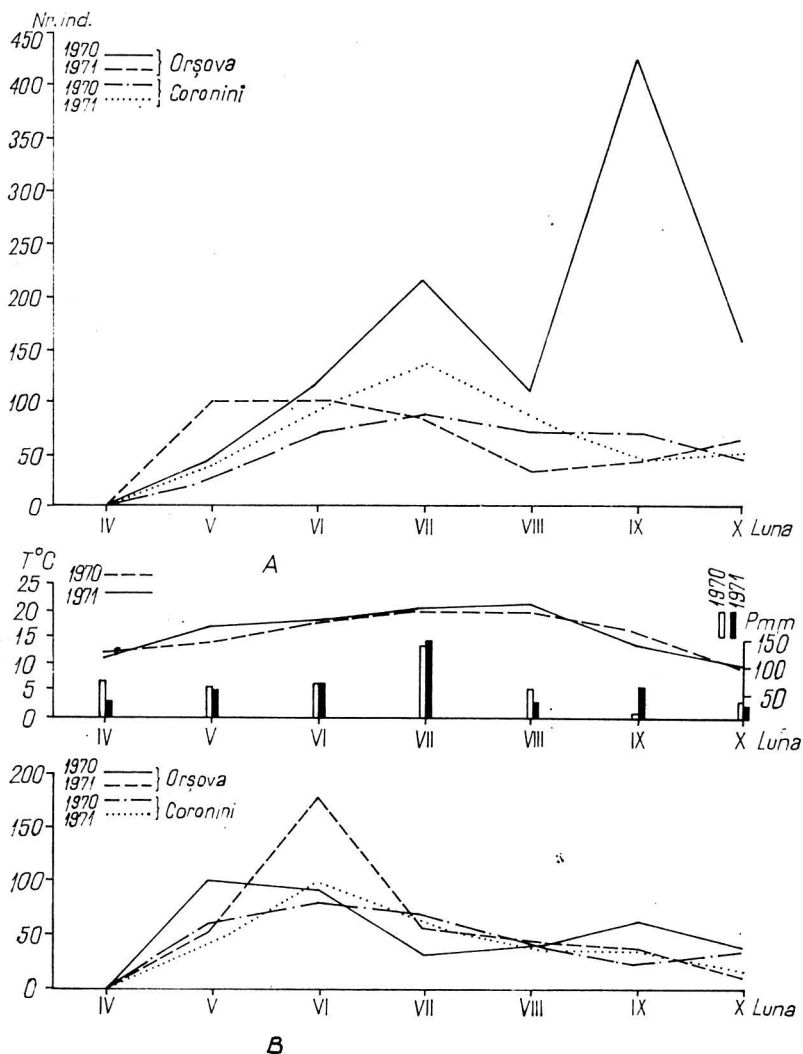 Nr. ind.
450
400
350
300
250
200
150
100
50
0
1970
1971 } Orșova
1970
1971 } Coronini
IV V VI VII VIII IX X Luna
A
T°C
25
20
15
10
5
0
1970
1971
1970
1971
Pmm
150
100
50
IV V VI VII VIII IX X Luna
200
150
100
50
0
1970
1971 } Orșova
1970
1971 } Coronini
IV V VI VII VIII IX X Luna
B